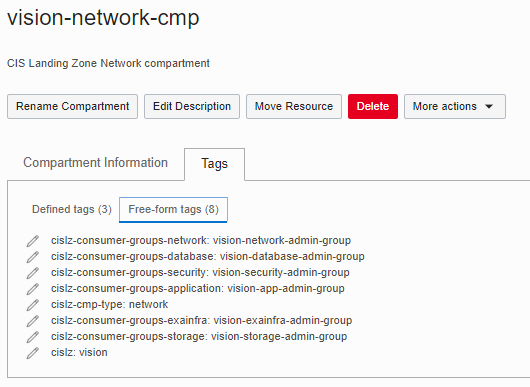 vision-network-cmp
CIS Landing Zone Network compartment
Rename Compartment Edit Description Move Resource Delete More actions
Compartment Information Tags
Defined tags (3) Free-form tags (8)
cislz-consumer-groups-network: vision-network-admin-group
cislz-consumer-groups-database: vision-database-admin-group
cislz-consumer-groups-security: vision-security-admin-group
cislz-consumer-groups-application: vision-app-admin-group
cislz-cmp-type: network
cislz-consumer-groups-exainfra: vision-exainfra-admin-group
cislz-consumer-groups-storage: vision-storage-admin-group
cislz: vision